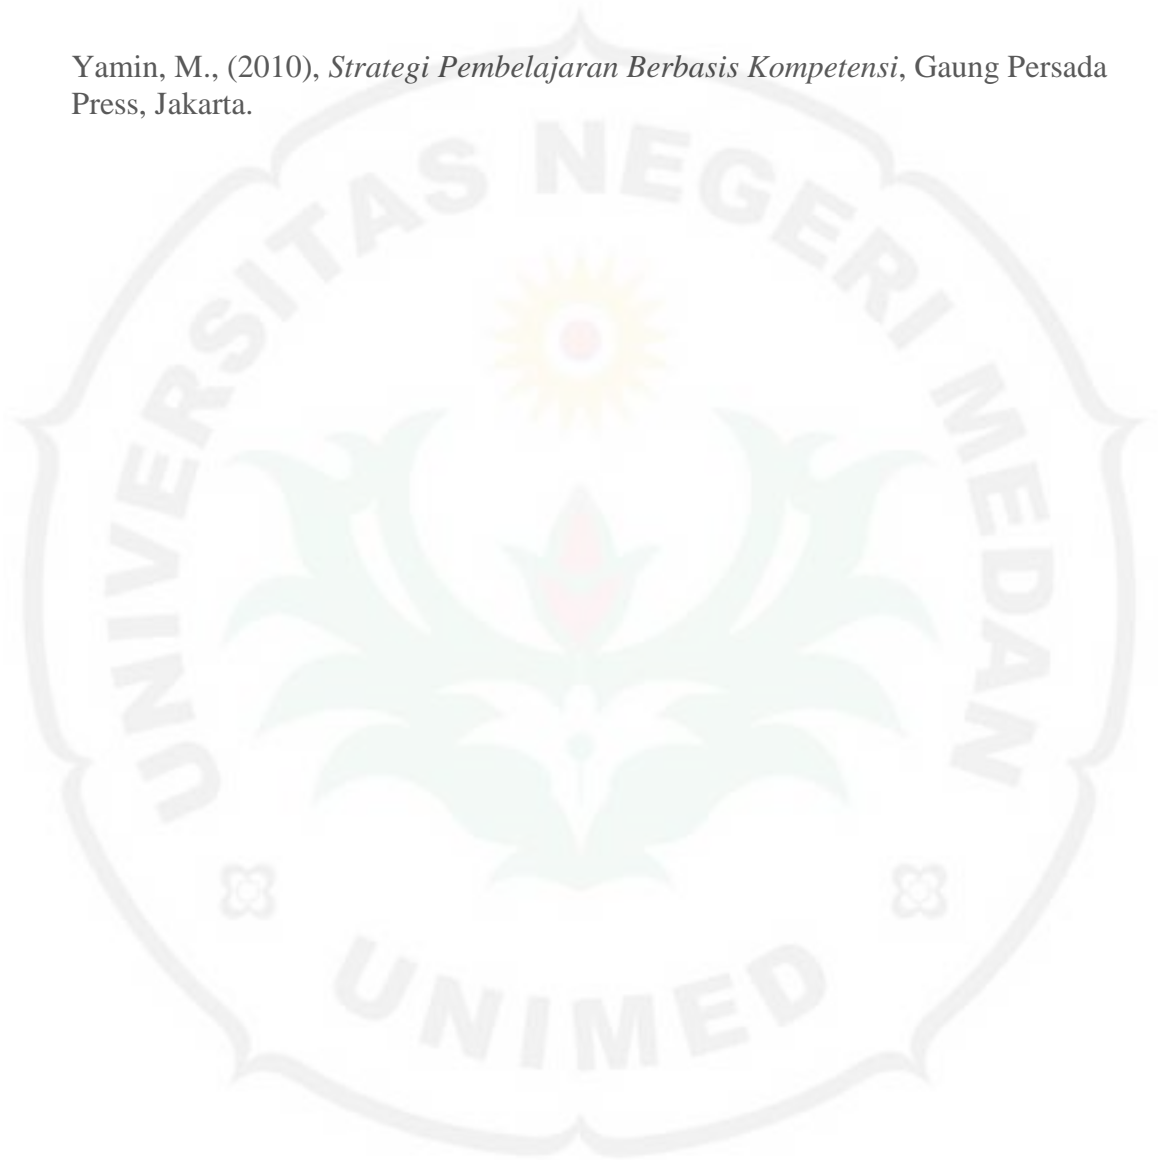 Yamin, M., (2010), Strategi Pembelajaran Berbasis Kompetensi, Gaung Persada
Press, Jakarta.
UNIVERSITAS NEGERI MEDAN
UNIMED